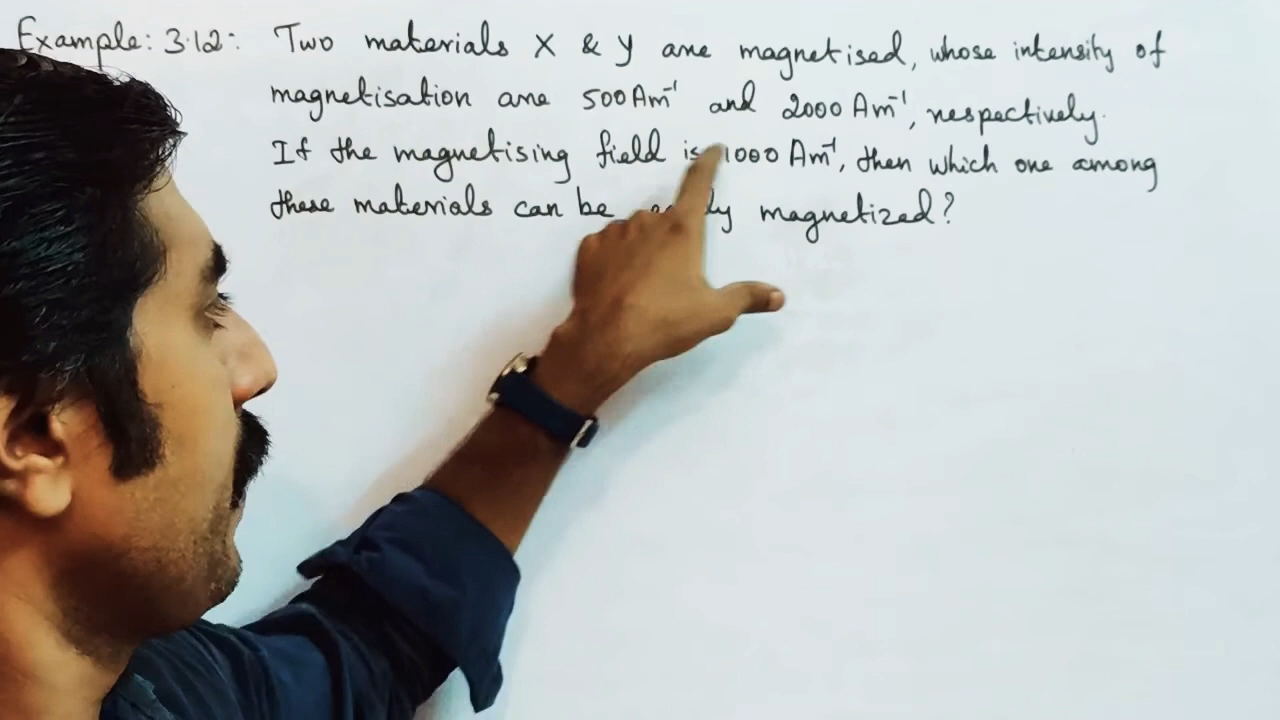 Example: 3.12: Two materials X & Y are magnetised, whose intensity of
magnetisation are 500 Am⁻¹ and 2000 Am⁻¹, respectively.
If the magnetising field is 1000 Am⁻¹, then which one among
these materials can be magnetized?